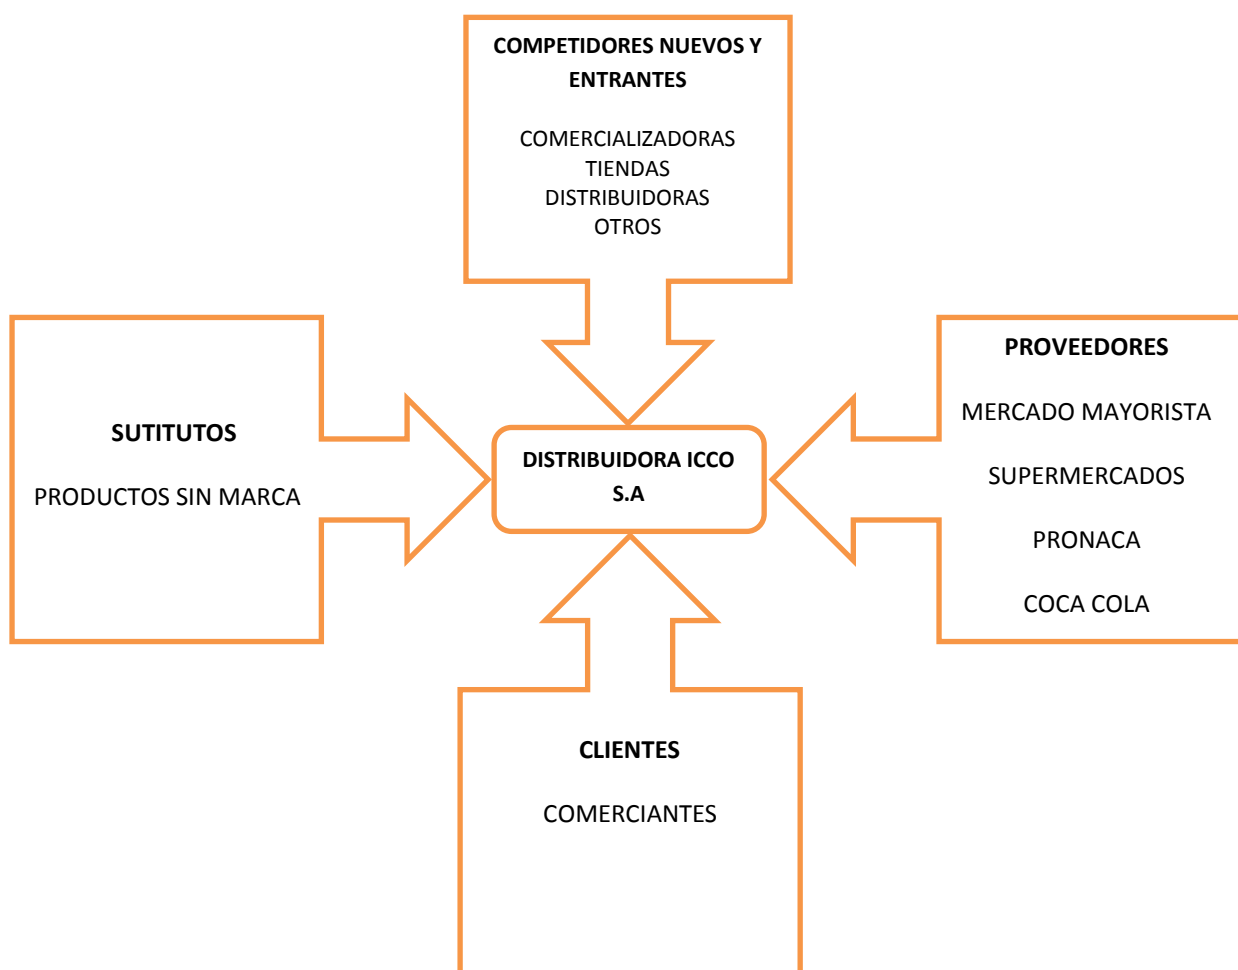 COMPETIDORES NUEVOS Y
ENTRANTES
COMERCIALIZADORAS
TIENDAS
DISTRIBUIDORAS
OTROS
SUTITUTOS
PRODUCTOS SIN MARCA
DISTRIBUIDORA ICCO
S.A
PROVEEDORES
MERCADO MAYORISTA
SUPERMERCADOS
PRONACA
COCA COLA
CLIENTES
COMERCIANTES